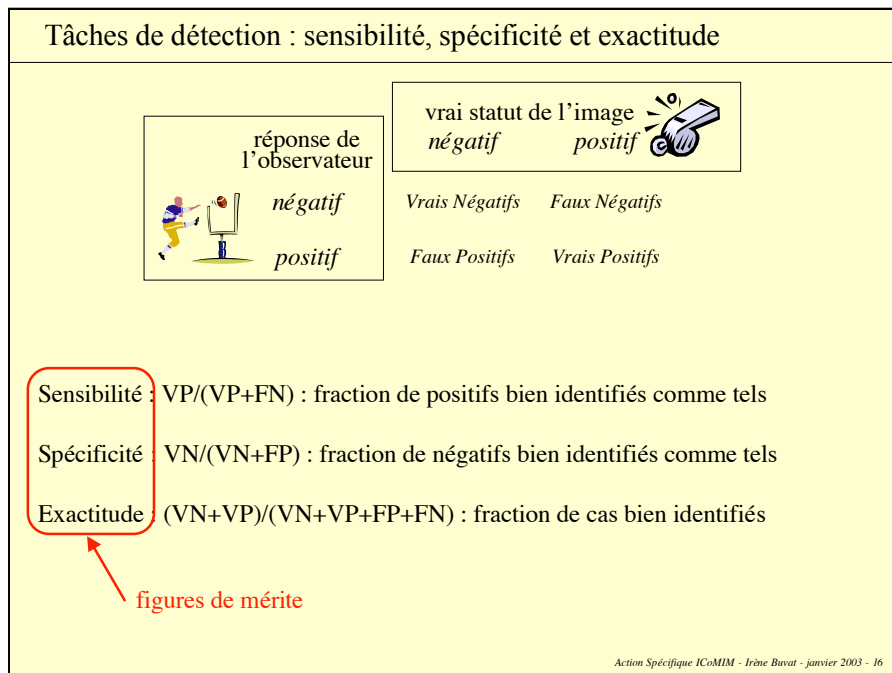 Tâches de détection : sensibilité, spécificité et exactitude
vrai statut de l'image
négatif positif
réponse de
l'observateur
négatif Vrais Négatifs Faux Négatifs
positif Faux Positifs Vrais Positifs
Sensibilité : VP/(VP+FN) : fraction de positifs bien identifiés comme tels
Spécificité : VN/(VN+FP) : fraction de négatifs bien identifiés comme tels
Exactitude : (VN+VP)/(VN+VP+FP+FN) : fraction de cas bien identifiés
figures de mérite
Action Spécifique ICoMIM - Irène Buvat - janvier 2003 - 16